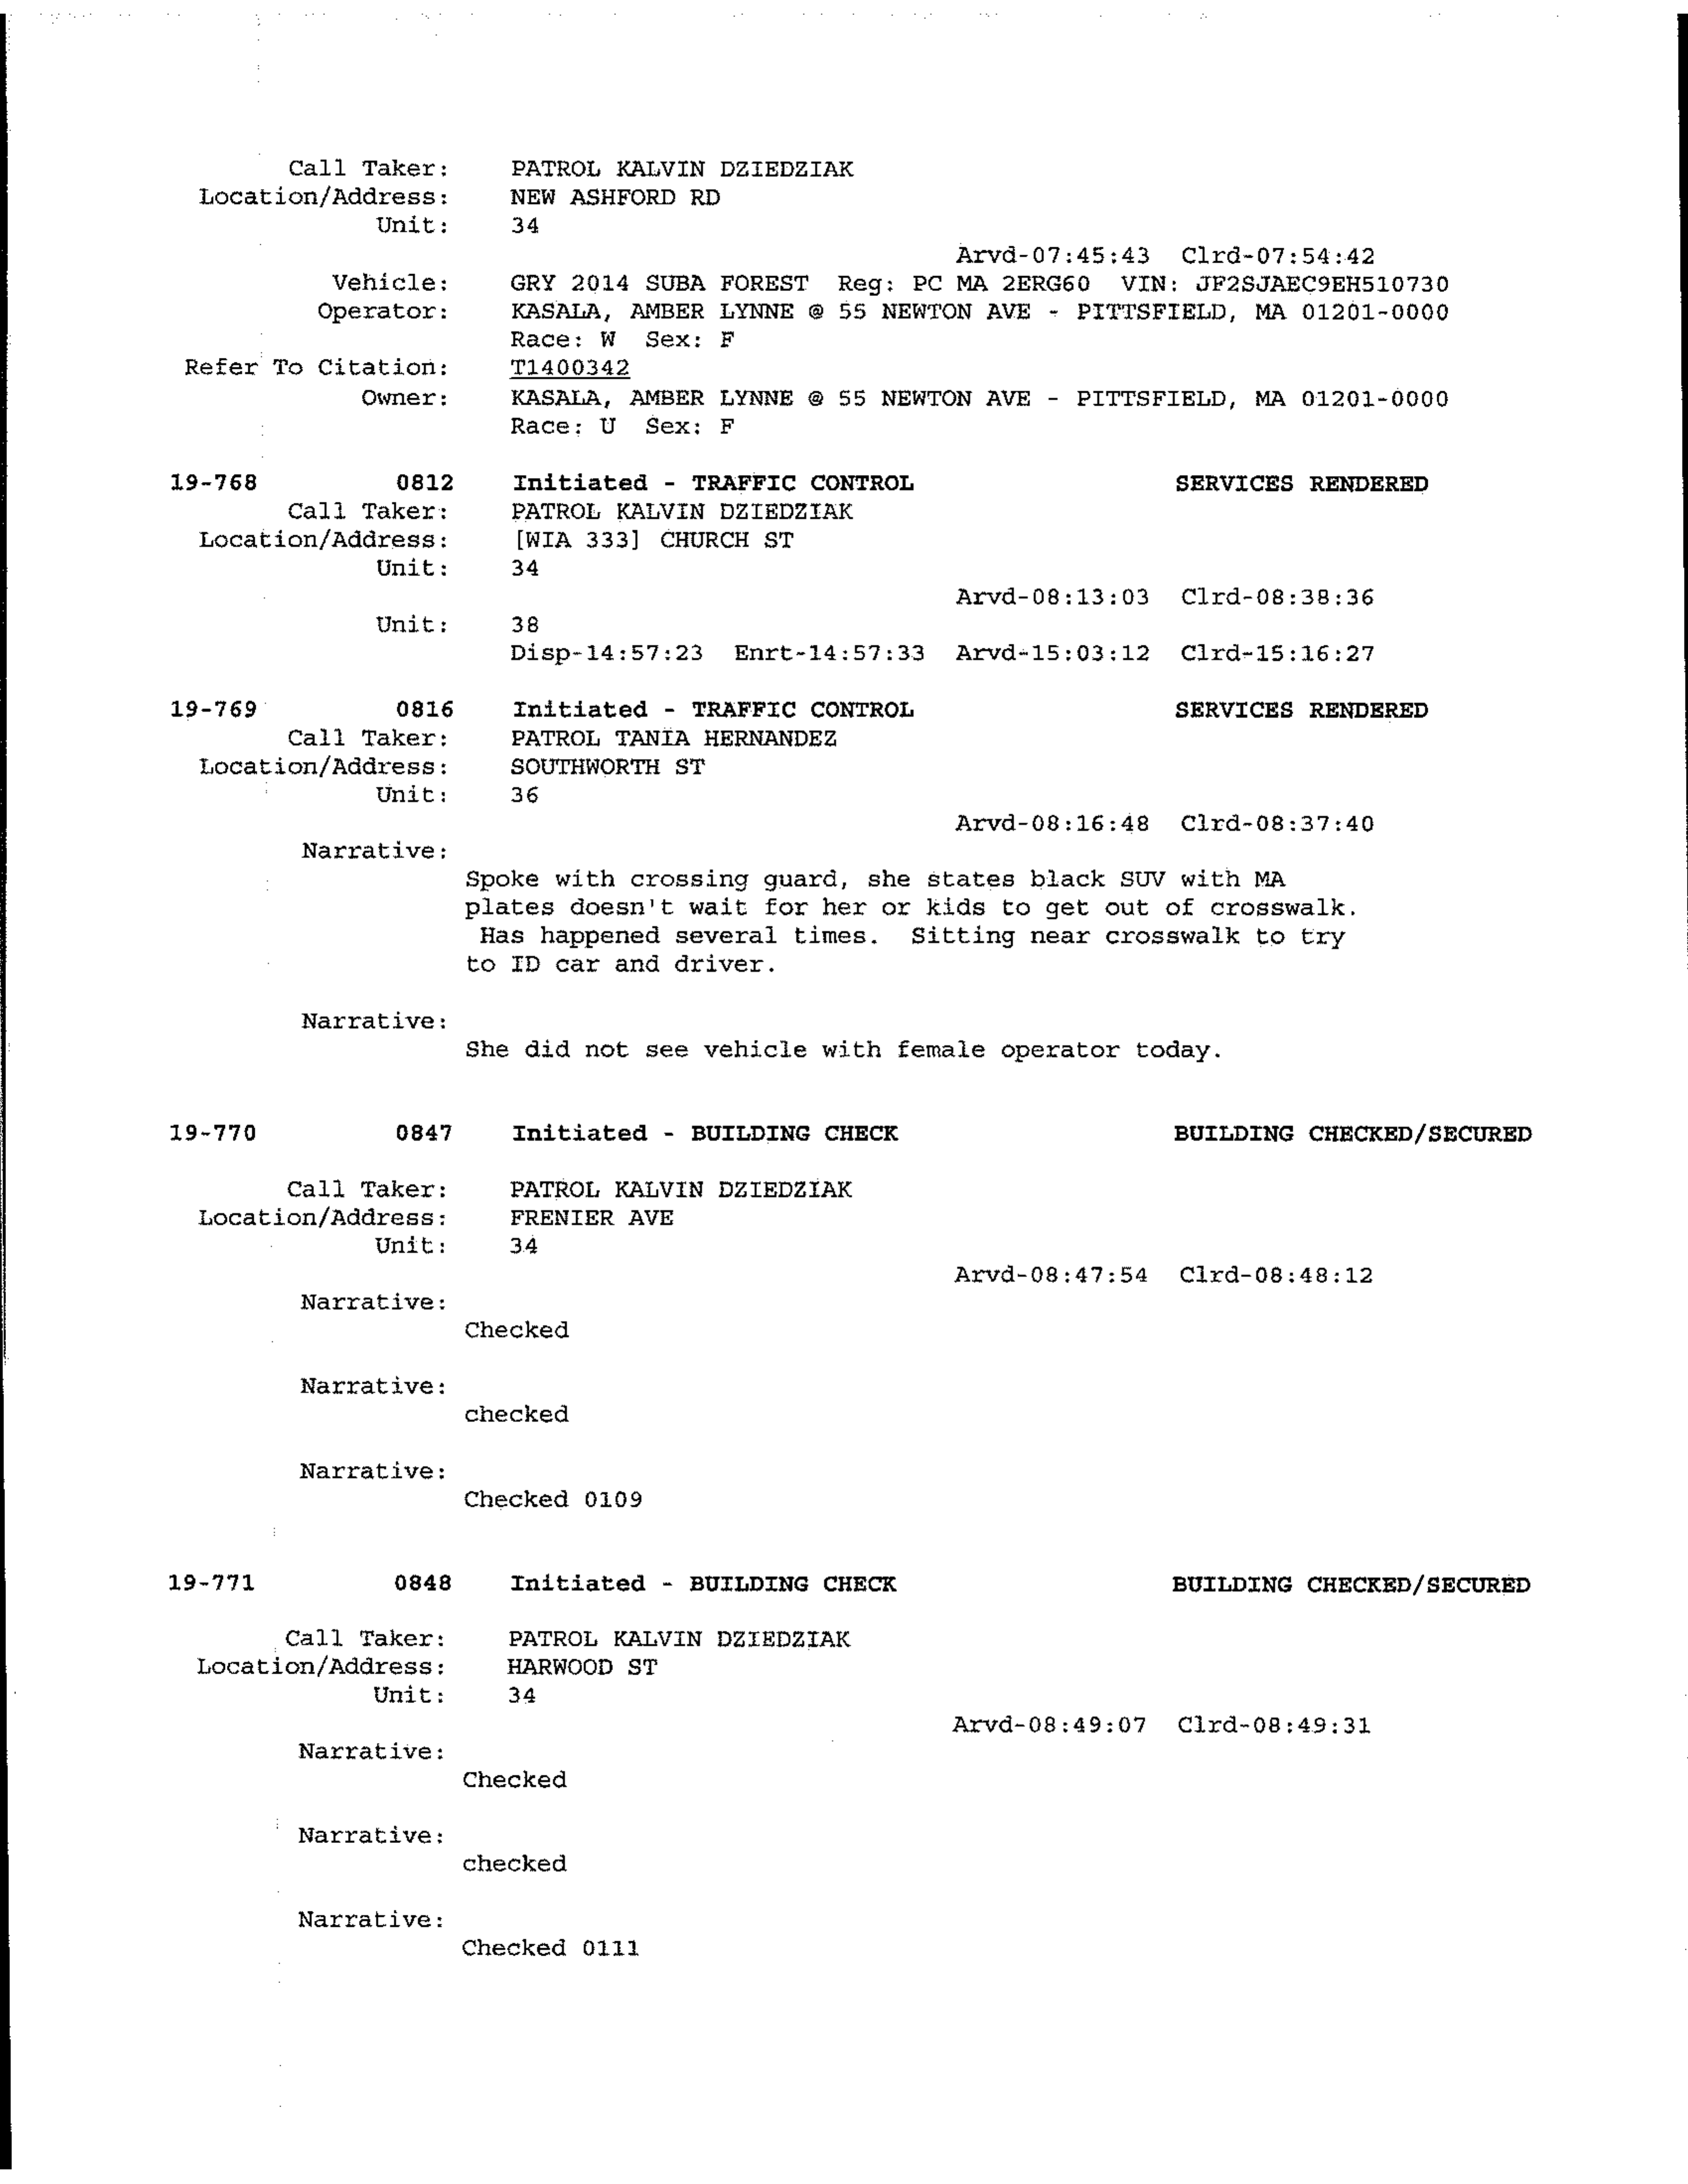 Call Taker: PATROL KALVIN DZIEDZIAK
Location/Address: NEW ASHFORD RD
Unit: 34
Arvd-07:45:43 Clrd-07:54:42
Vehicle: GRY 2014 SUBA FOREST Reg: PC MA 2ERG60 VIN: JF2SJAEC9EH510730
Operator: KASALA, AMBER LYNNE @ 55 NEWTON AVE - PITTSFIELD, MA 01201-0000
Race: W Sex: F
Refer To Citation: T1400342
Owner: KASALA, AMBER LYNNE @ 55 NEWTON AVE - PITTSFIELD, MA 01201-0000
Race: U Sex: F
19-768 0812 Initiated - TRAFFIC CONTROL SERVICES RENDERED
Call Taker: PATROL KALVIN DZIEDZIAK
Location/Address: [WIA 333] CHURCH ST
Unit: 34
Arvd-08:13:03 Clrd-08:38:36
Unit: 38
Disp-14:57:23 Enrt-14:57:33 Arvd-15:03:12 Clrd-15:16:27
19-769 0816 Initiated - TRAFFIC CONTROL SERVICES RENDERED
Call Taker: PATROL TANIA HERNANDEZ
Location/Address: SOUTHWORTH ST
Unit: 36
Arvd-08:16:48 Clrd-08:37:40
Narrative:
Spoke with crossing guard, she states black SUV with MA
plates doesn't wait for her or kids to get out of crosswalk.
Has happened several times. Sitting near crosswalk to try
to ID car and driver.
Narrative:
She did not see vehicle with female operator today.
19-770 0847 Initiated - BUILDING CHECK BUILDING CHECKED/SECURED
Call Taker: PATROL KALVIN DZIEDZIAK
Location/Address: FRENIER AVE
Unit: 34
Arvd-08:47:54 Clrd-08:48:12
Narrative:
Checked
Narrative:
checked
Narrative:
Checked 0109
19-771 0848 Initiated - BUILDING CHECK BUILDING CHECKED/SECURED
Call Taker: PATROL KALVIN DZIEDZIAK
Location/Address: HARWOOD ST
Unit: 34
Arvd-08:49:07 Clrd-08:49:31
Narrative:
Checked
Narrative:
checked
Narrative:
Checked 0111